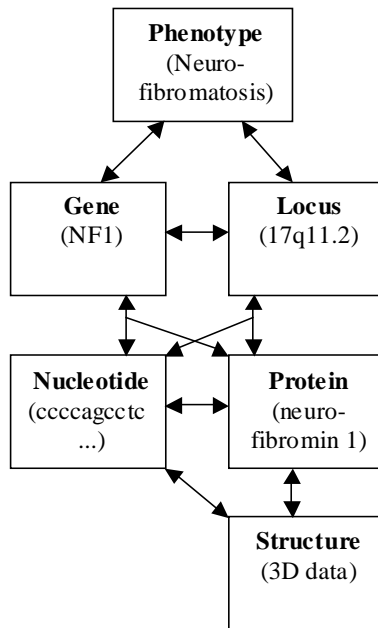 Phenotype
(Neuro-
fibromatosis)
Gene
(NF1)
Locus
(17q11.2)
Nucleotide
(ccccagcctc
...)
Protein
(neuro-
fibromin 1)
Structure
(3D data)